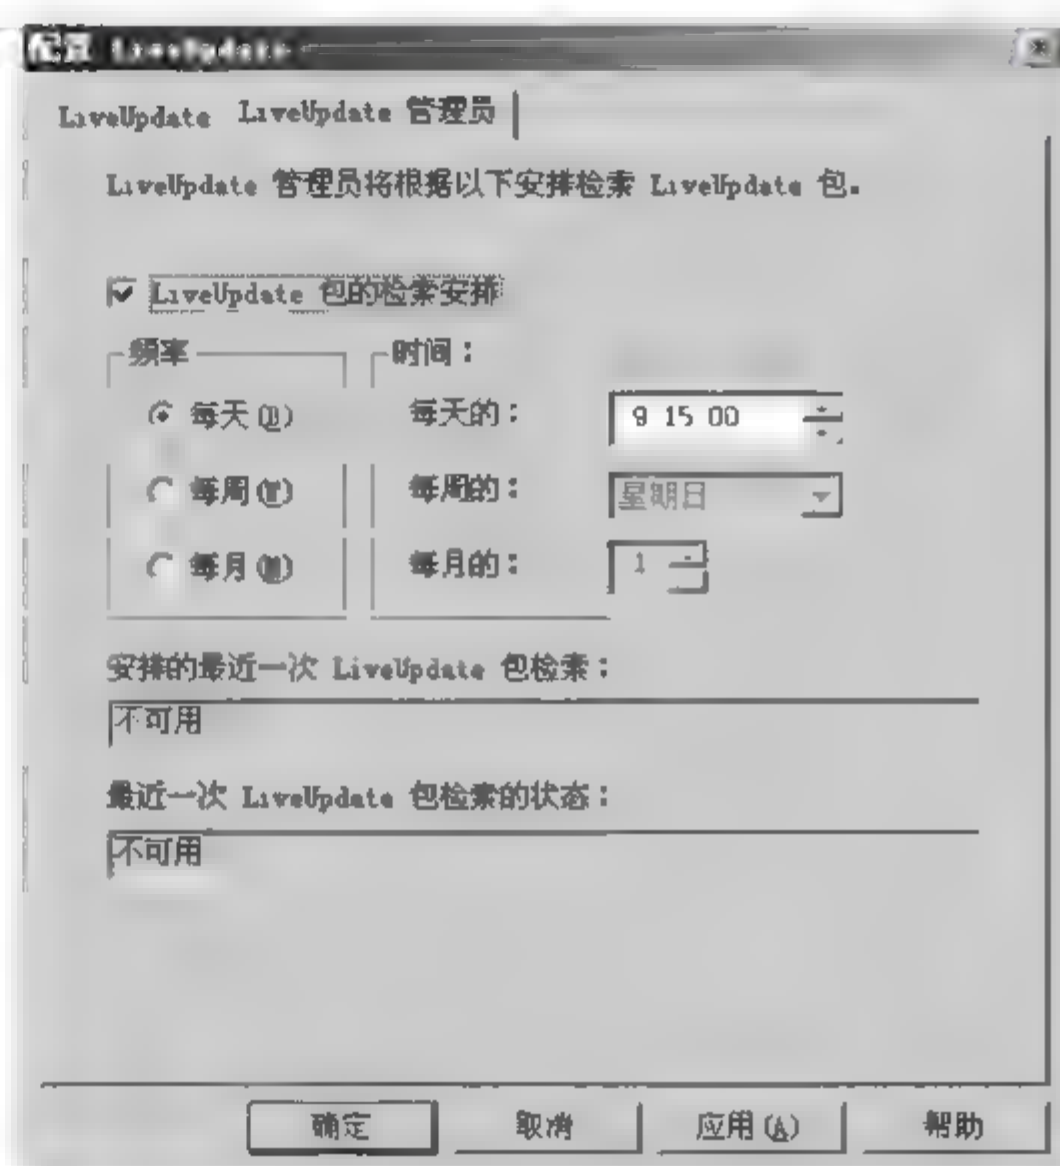 配置 LiveUpdate
LiveUpdate LiveUpdate 管理员
LiveUpdate 管理员将根据以下安排检索 LiveUpdate 包。
LiveUpdate 包的检索安排
频率 时间：
每天(D) 每天的： 9 15 00
每周(W) 每周的： 星期日
每月(M) 每月的： 1
安排的最近一次 LiveUpdate 包检索：
不可用
最近一次 LiveUpdate 包检索的状态：
不可用
确定 取消 应用(A) 帮助